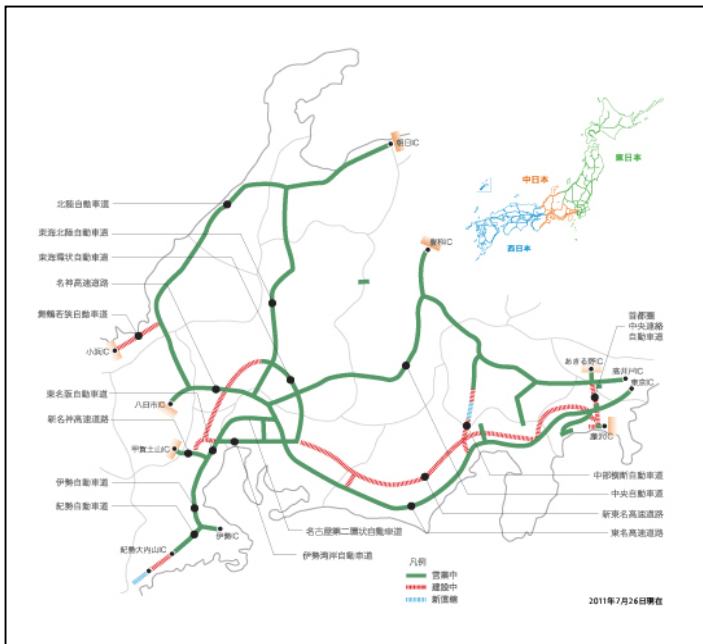 朝日IC
東日本
中日本
西日本
北陸自動車道
東海北陸自動車道
東海環状自動車道
名神高速道路
舞鶴若狭自動車道
小浜IC
豊科IC
首都圏
中央連絡
自動車道
あきる野IC
高井戸IC
東京IC
東名阪自動車道
八日市IC
新名神高速道路
甲賀土山IC
藤沢IC
伊勢自動車道
紀勢自動車道
中部横断自動車道
中央自動車道
新東名高速道路
東名高速道路
伊勢IC
名古屋第二環状自動車道
紀勢大内山IC
伊勢湾岸自動車道
凡例
営業中
建設中
新直轄
2011年7月26日現在